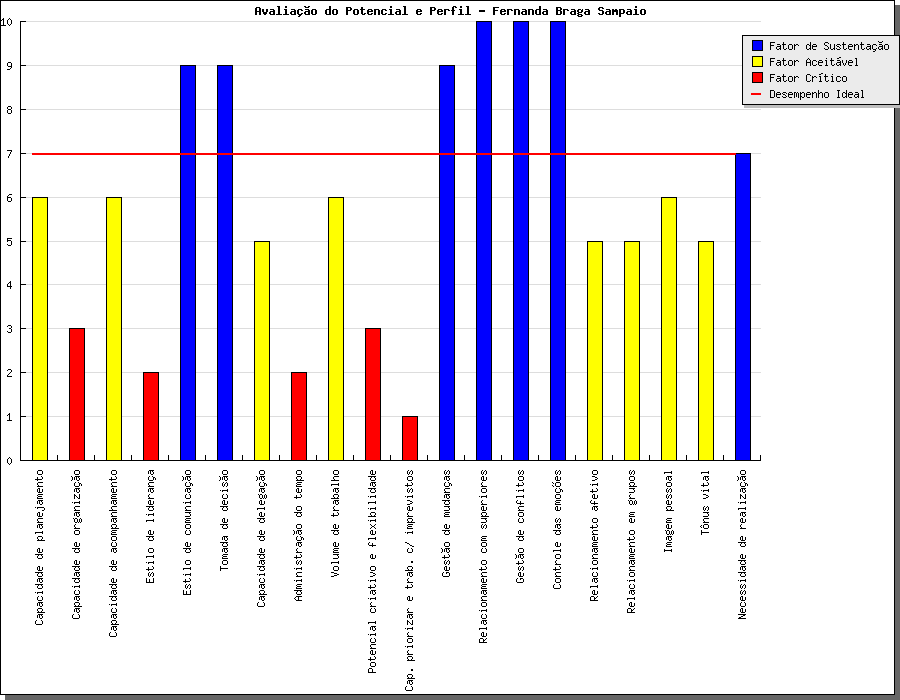 Avaliação do Potencial e Perfil - Fernanda Braga Sampaio
Fator de Sustentação
Fator Aceitável
Fator Crítico
Desempenho Ideal
10
9
8
7
6
5
4
3
2
1
0
Capacidade de planejamento
Capacidade de organização
Capacidade de acompanhamento
Estilo de liderança
Estilo de comunicação
Tomada de decisão
Capacidade de delegação
Administração do tempo
Volume de trabalho
Potencial criativo e flexibilidade
Cap. priorizar e trab. c/ imprevistos
Gestão de mudanças
Relacionamento com superiores
Gestão de conflitos
Controle das emoções
Relacionamento afetivo
Relacionamento em grupos
Imagem pessoal
Tônus vital
Necessidade de realização